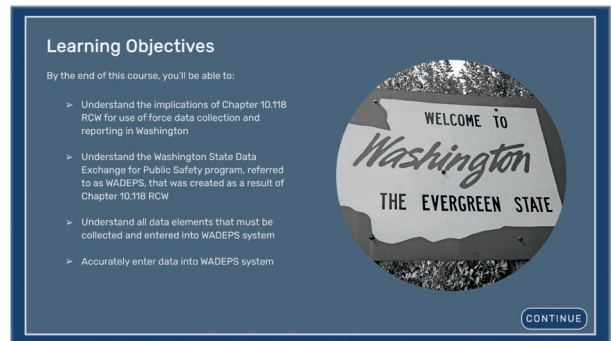 Learning Objectives
By the end of this course, you'll be able to:
➢ Understand the implications of Chapter 10.118
RCW for use of force data collection and
reporting in Washington
➢ Understand the Washington State Data
Exchange for Public Safety program, referred
to as WADEPS, that was created as a result of
Chapter 10.118 RCW
➢ Understand all data elements that must be
collected and entered into WADEPS system
➢ Accurately enter data into WADEPS system
WELCOME TO
Washington
THE EVERGREEN STATE
CONTINUE